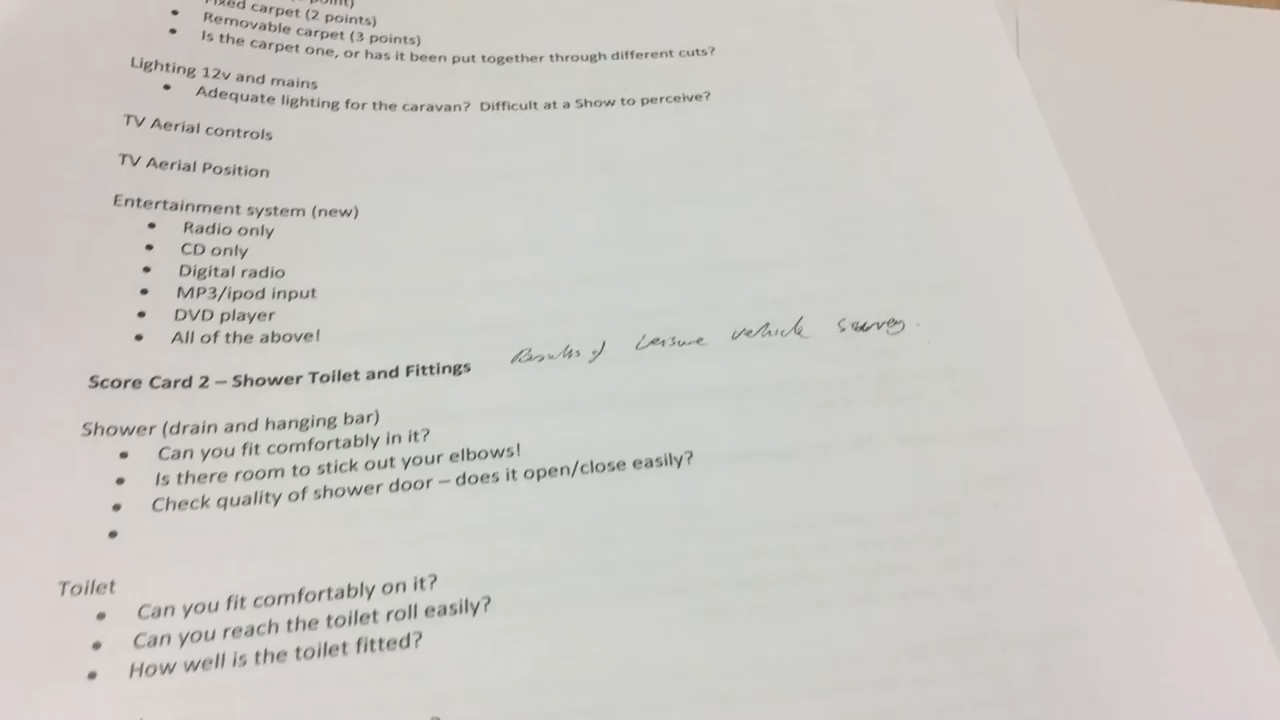 Fixed carpet (2 points)
• Removable carpet (3 points)
• Is the carpet one, or has it been put together through different cuts?
Lighting 12v and mains
• Adequate lighting for the caravan? Difficult at a Show to perceive?
TV Aerial controls
TV Aerial Position
Entertainment system (new)
• Radio only
• CD only
• Digital radio
• MP3/ipod input
• DVD player
• All of the above!
Results of Leisure vehicle survey.
Score Card 2 – Shower Toilet and Fittings
Shower (drain and hanging bar)
• Can you fit comfortably in it?
• Is there room to stick out your elbows!
• Check quality of shower door – does it open/close easily?
•
Toilet
• Can you fit comfortably on it?
• Can you reach the toilet roll easily?
• How well is the toilet fitted?